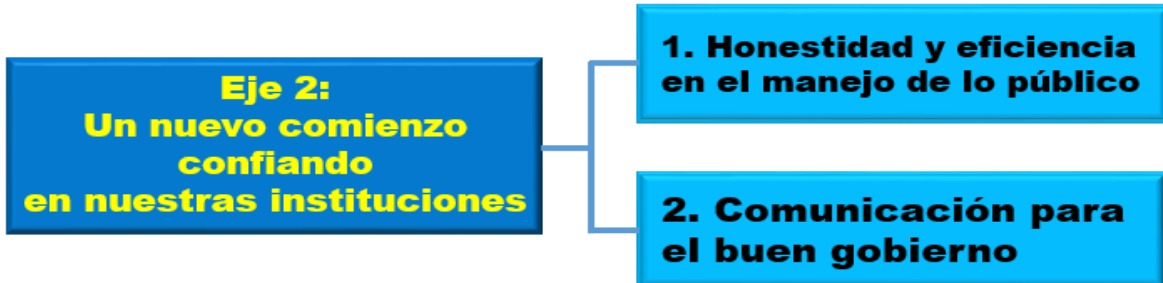 Eje 2:
Un nuevo comienzo
confiando
en nuestras instituciones
1. Honestidad y eficiencia
en el manejo de lo público
2. Comunicación para
el buen gobierno